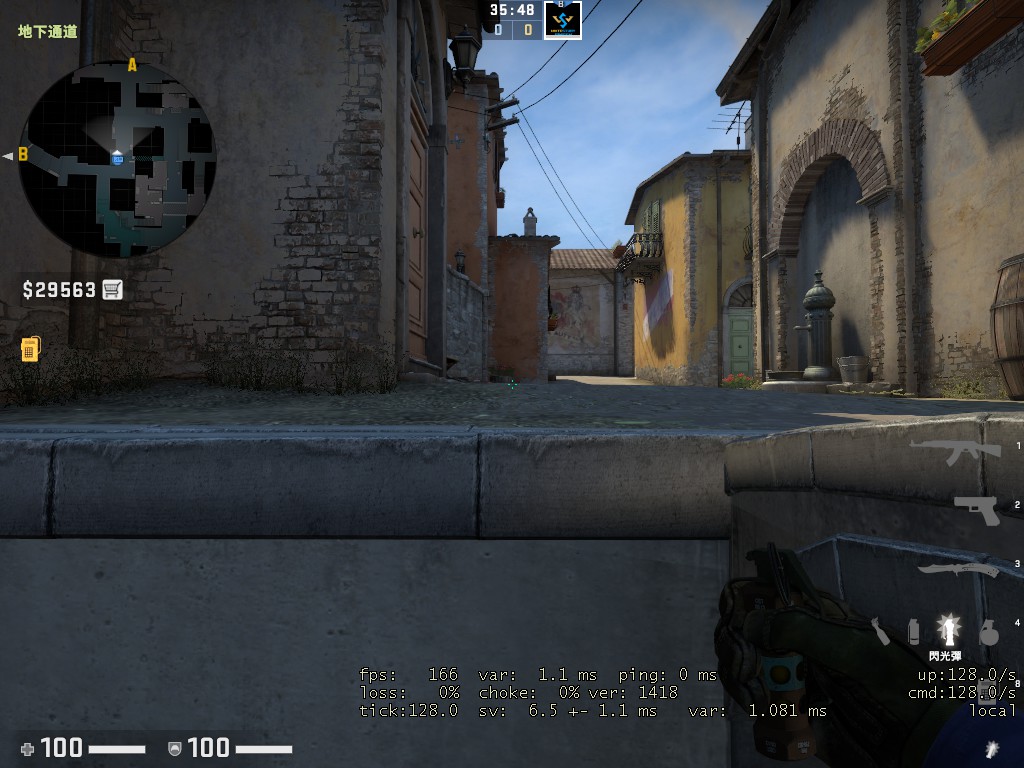 35:48
8
地下通道
0 0
A
B
$29563
1
2
3
4
閃光彈
fps: 166 var: 1.1 ms ping: 0 ms
up:128.0/s
loss: 0% choke: 0% ver: 1418
cmd:128.0/s
8
tick:128.0 sv: 6.5 +- 1.1 ms var: 1.081 ms
local
100
100